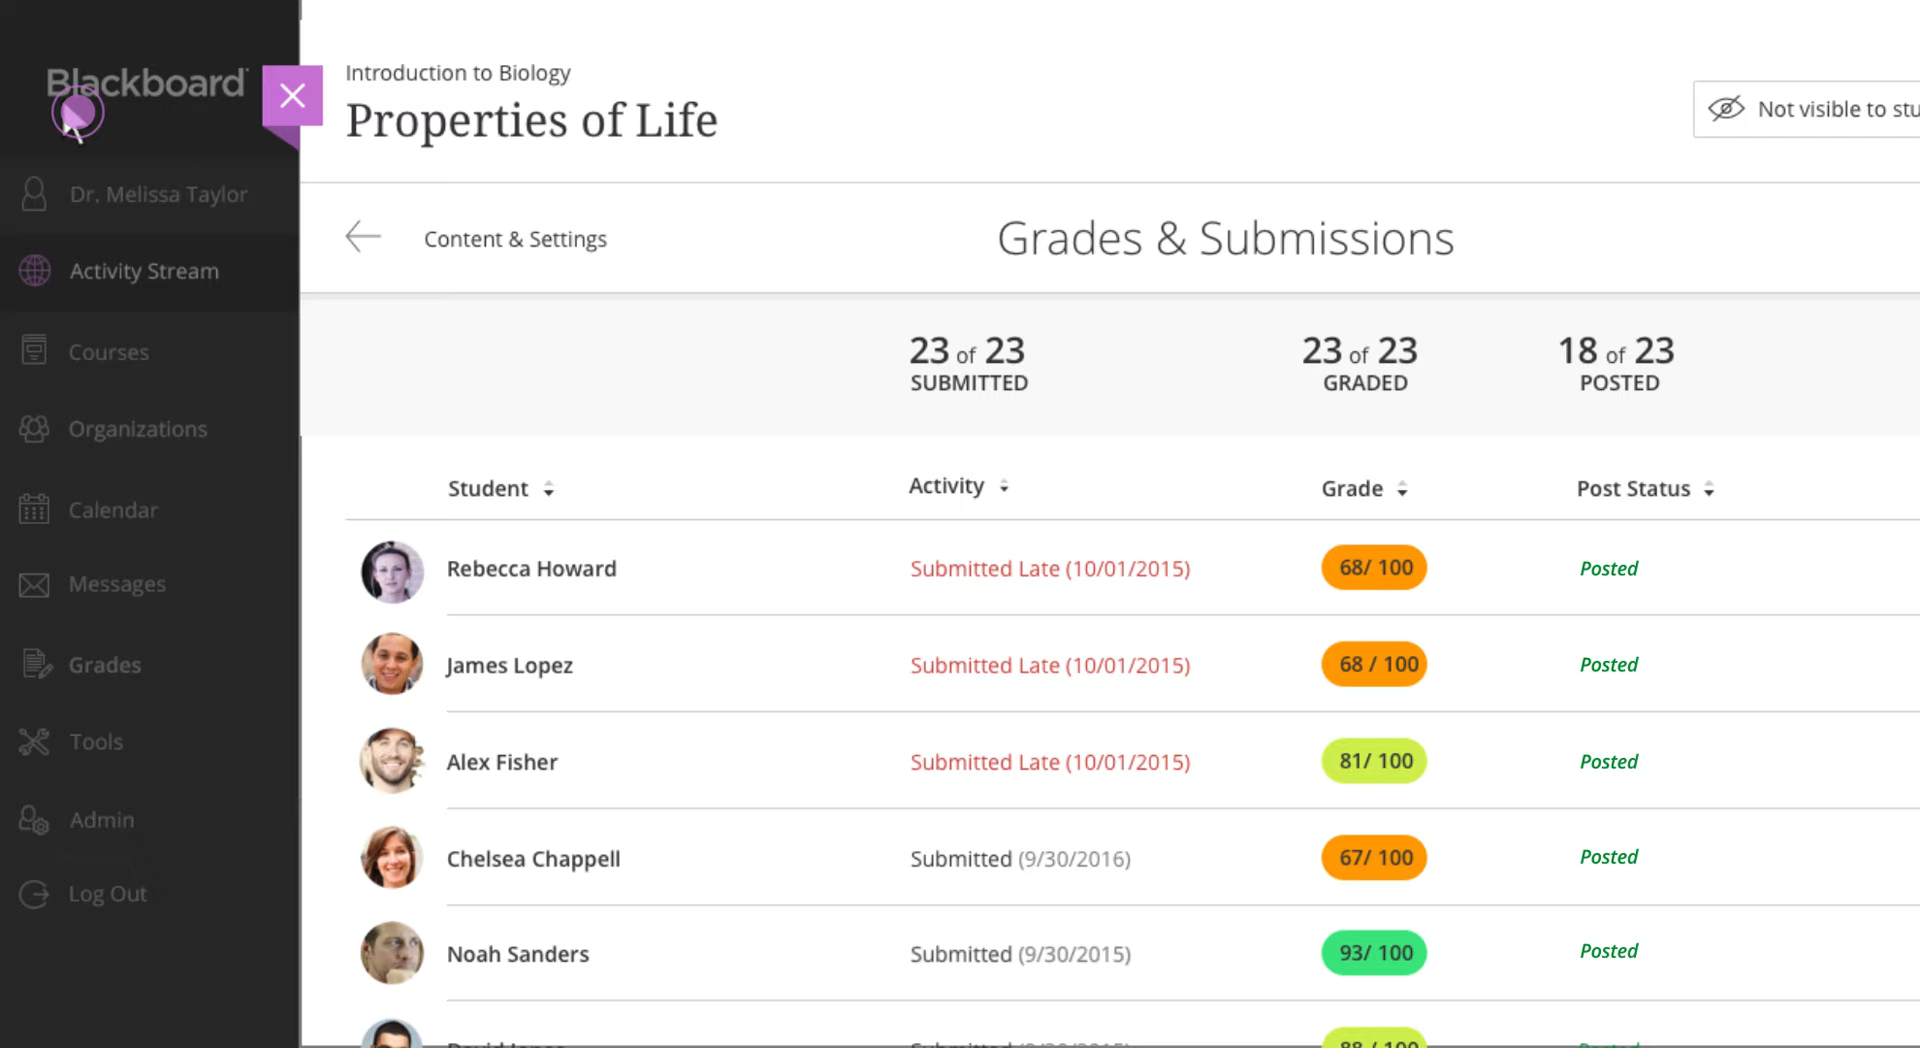 Blackboard
Dr. Melissa Taylor
Activity Stream
Courses
Organizations
Calendar
Messages
Grades
Tools
Admin
Log Out
Introduction to Biology
Properties of Life
Not visible to stu
Content & Settings
Grades & Submissions
23 of 23 SUBMITTED
23 of 23 GRADED
18 of 23 POSTED
Student Activity Grade Post Status
Rebecca Howard Submitted Late (10/01/2015) 68/ 100 Posted
James Lopez Submitted Late (10/01/2015) 68 / 100 Posted
Alex Fisher Submitted Late (10/01/2015) 81/ 100 Posted
Chelsea Chappell Submitted (9/30/2016) 67/ 100 Posted
Noah Sanders Submitted (9/30/2015) 93/ 100 Posted